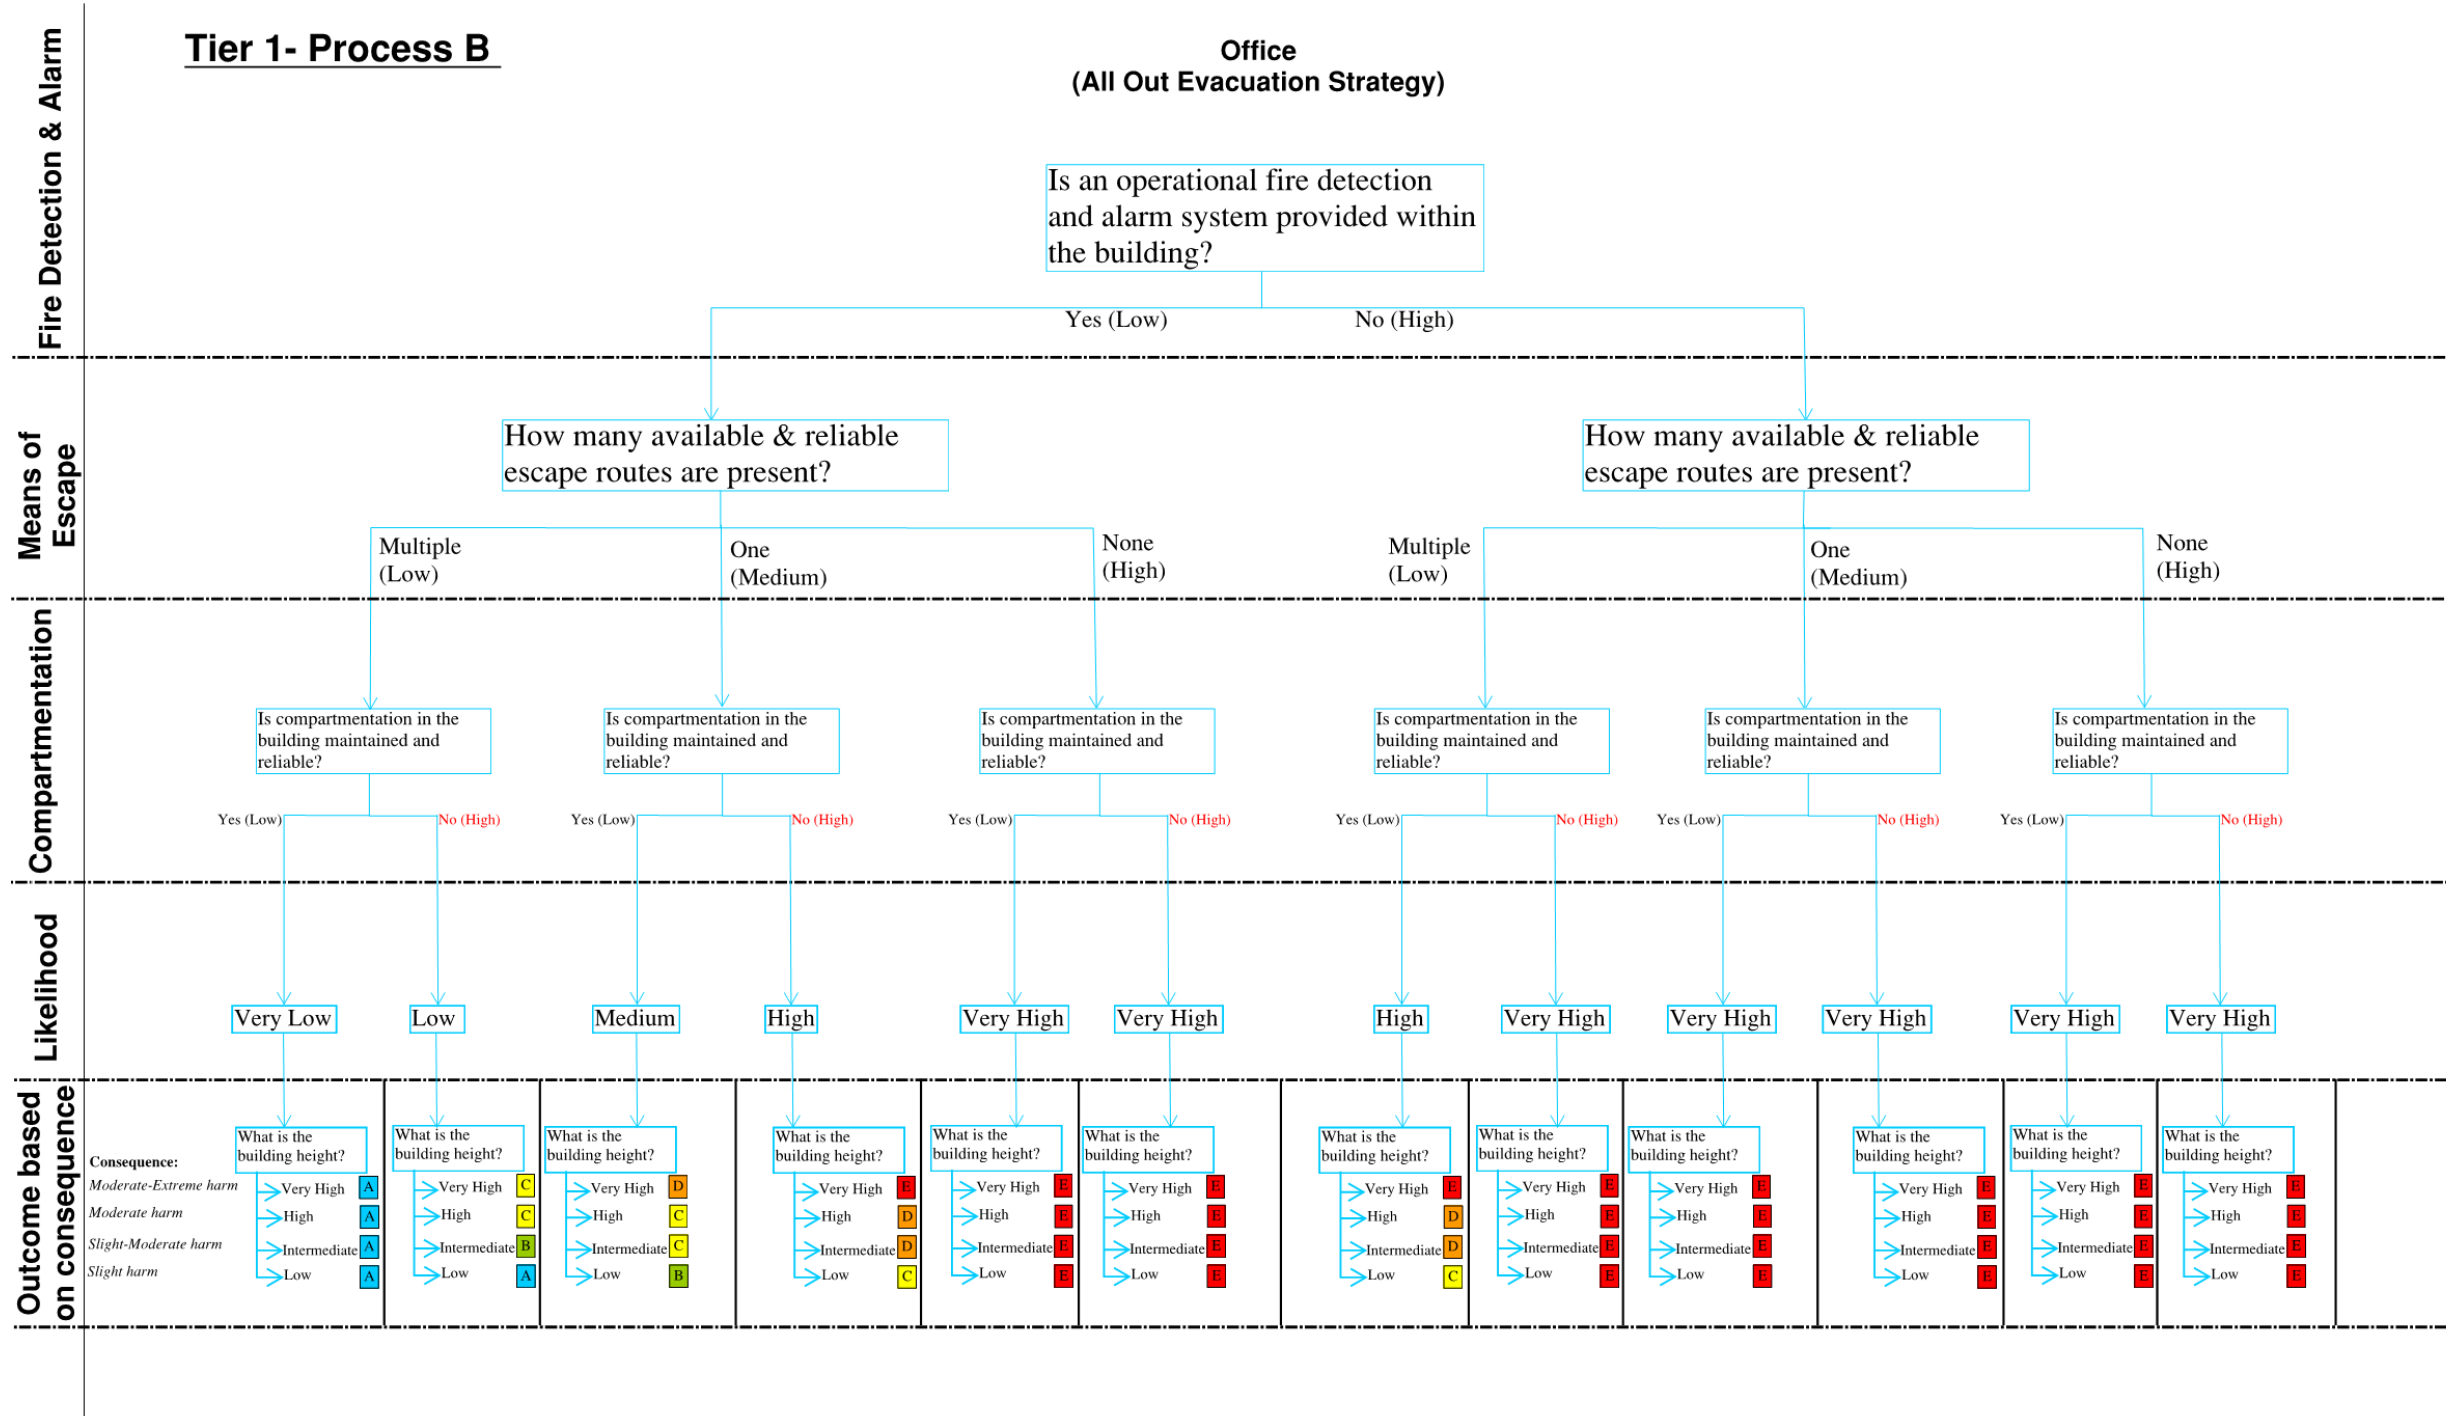 Tier 1- Process B
Office
(All Out Evacuation Strategy)
Fire Detection & Alarm
Is an operational fire detection
and alarm system provided within
the building?
Yes (Low)
No (High)
Means of
Escape
How many available & reliable
escape routes are present?
How many available & reliable
escape routes are present?
Multiple
(Low)
One
(Medium)
None
(High)
Multiple
(Low)
One
(Medium)
None
(High)
Compartmentation
Is compartmentation in the
building maintained and
reliable?
Is compartmentation in the
building maintained and
reliable?
Is compartmentation in the
building maintained and
reliable?
Is compartmentation in the
building maintained and
reliable?
Is compartmentation in the
building maintained and
reliable?
Is compartmentation in the
building maintained and
reliable?
Yes (Low)
No (High)
Yes (Low)
No (High)
Yes (Low)
No (High)
Yes (Low)
No (High)
Yes (Low)
No (High)
Yes (Low)
No (High)
Likelihood
Very Low
Low
Medium
High
Very High
Very High
High
Very High
Very High
Very High
Very High
Very High
Outcome based
on consequence
Consequence:
Moderate-Extreme harm
Moderate harm
Slight-Moderate harm
Slight harm
What is the
building height?
Very High A
High A
Intermediate A
Low A
What is the
building height?
Very High C
High C
Intermediate B
Low A
What is the
building height?
Very High D
High C
Intermediate C
Low B
What is the
building height?
Very High E
High D
Intermediate D
Low C
What is the
building height?
Very High E
High E
Intermediate E
Low E
What is the
building height?
Very High E
High E
Intermediate E
Low E
What is the
building height?
Very High E
High D
Intermediate D
Low C
What is the
building height?
Very High E
High E
Intermediate E
Low E
What is the
building height?
Very High E
High E
Intermediate E
Low E
What is the
building height?
Very High E
High E
Intermediate E
Low E
What is the
building height?
Very High E
High E
Intermediate E
Low E
What is the
building height?
Very High E
High E
Intermediate E
Low E